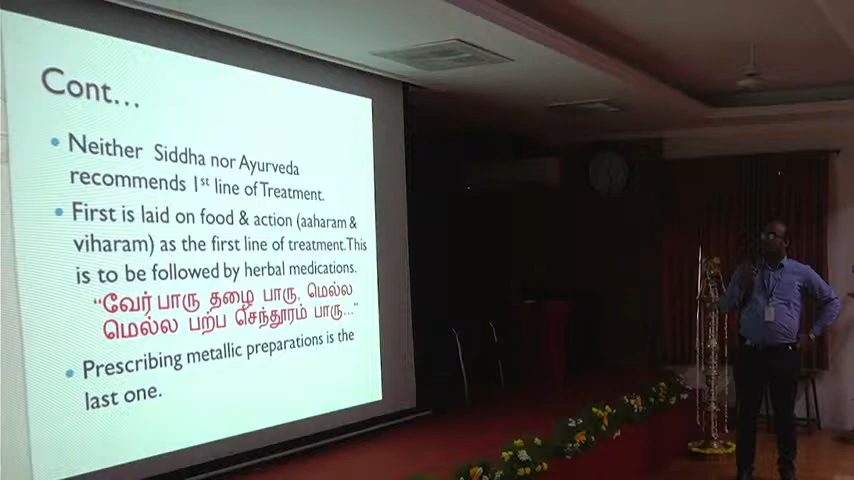 Cont...
• Neither Siddha nor Ayurveda
recommends 1st line of Treatment.
• First is laid on food & action (aaharam &
viharam) as the first line of treatment. This
is to be followed by herbal medications.
“வேர் பாரு தழை பாரு, மெல்ல
மெல்ல பற்ப செந்தூரம் பாரு...”
• Prescribing metallic preparations is the
last one.